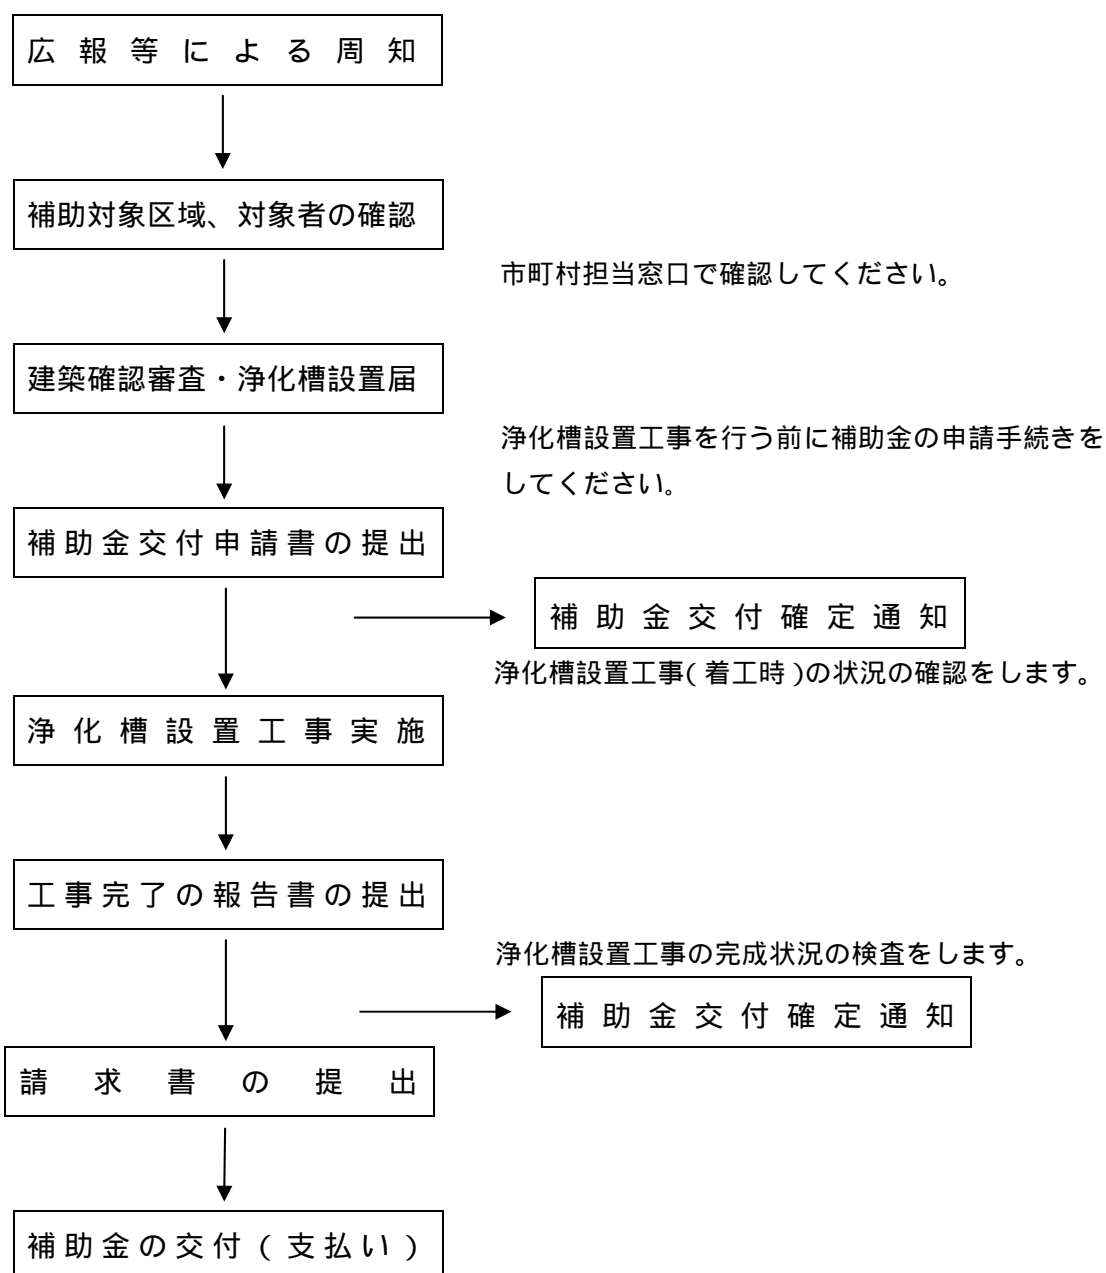 広報等による周知
補助対象区域、対象者の確認
市町村担当窓口で確認してください。
建築確認審査・浄化槽設置届
浄化槽設置工事を行う前に補助金の申請手続きを
してください。
補助金交付申請書の提出
補助金交付確定通知
浄化槽設置工事(着工時)の状況の確認をします。
浄化槽設置工事実施
工事完了の報告書の提出
浄化槽設置工事の完成状況の検査をします。
補助金交付確定通知
請求書の提出
補助金の交付(支払い)